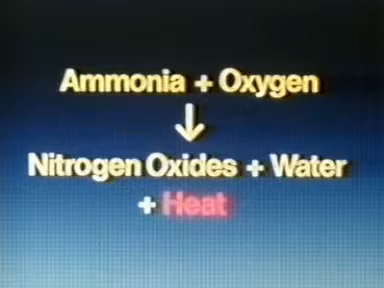 Ammonia + Oxygen
↓
Nitrogen Oxides + Water
+ Heat